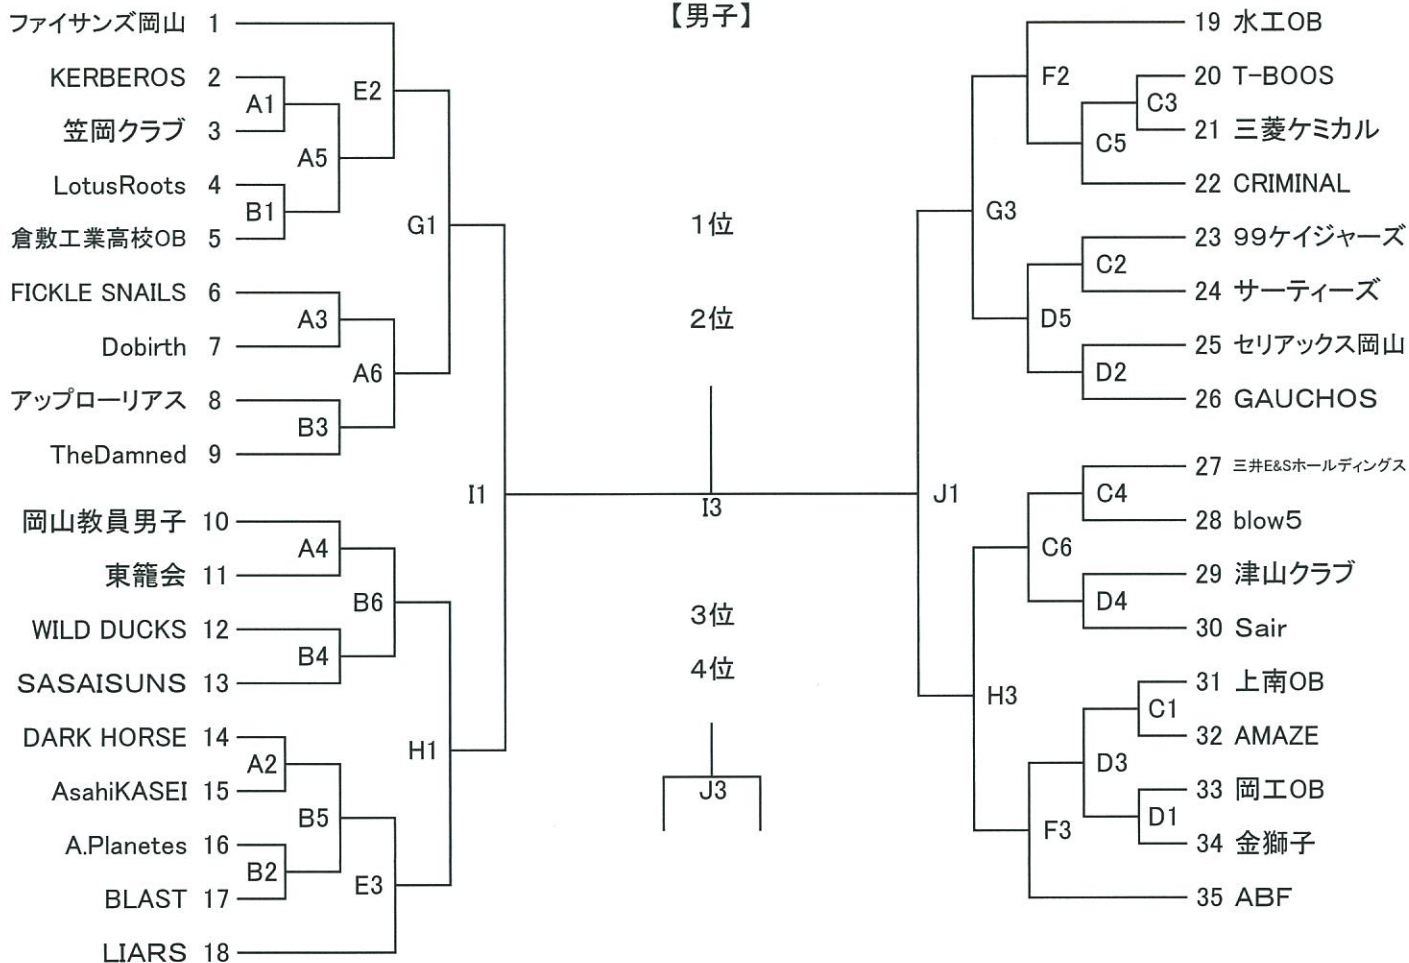 【男子】
ファイサンズ岡山 1
KERBEROS 2
笠岡クラブ 3
LotusRoots 4
倉敷工業高校OB 5
FICKLE SNAILS 6
Dobirth 7
アップローリアス 8
TheDamned 9
岡山教員男子 10
東籠会 11
WILD DUCKS 12
SASAISUNS 13
DARK HORSE 14
AsahiKASEI 15
A.Planetes 16
BLAST 17
LIARS 18
A1
B1
A3
B3
A4
B4
A2
B2
A5
A6
B6
B5
E2
E3
G1
H1
I1
1位
2位
I3
3位
4位
J3
J1
G3
H3
F2
D5
C6
F3
C5
C2
D2
C4
D4
D3
C3
C1
D1
19 水工OB
20 T-BOOS
21 三菱ケミカル
22 CRIMINAL
23 99ケイジャーズ
24 サーティーズ
25 セリアックス岡山
26 GAUCHOS
27 三井E&Sホールディングス
28 blow5
29 津山クラブ
30 Sair
31 上南OB
32 AMAZE
33 岡工OB
34 金獅子
35 ABF